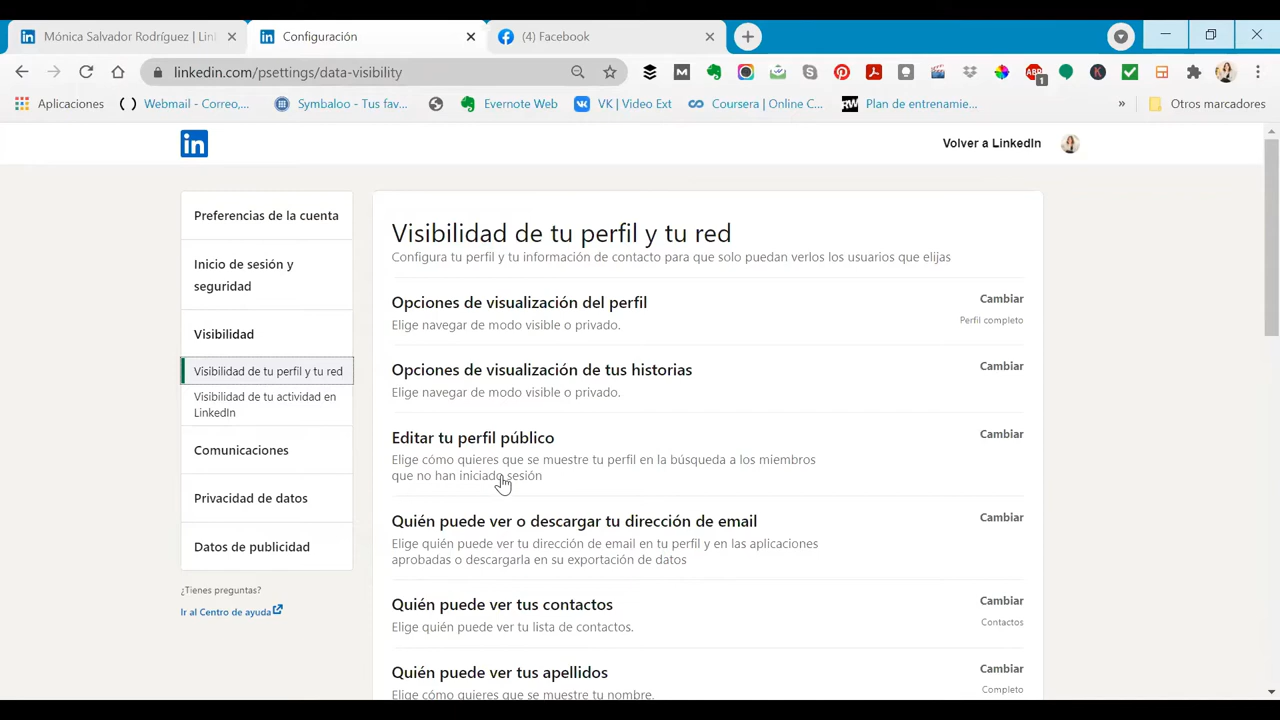 Mónica Salvador Rodríguez | Lin
Configuración
(4) Facebook
linkedin.com/psettings/data-visibility
ABP
1
Aplicaciones
Webmail - Correo,...
Symbaloo - Tus fav...
Evernote Web
VK | Video Ext
Coursera | Online C...
RW
Plan de entrenamie...
»
Otros marcadores
in
Volver a LinkedIn
Preferencias de la cuenta
Inicio de sesión y
seguridad
Visibilidad
Visibilidad de tu perfil y tu red
Visibilidad de tu actividad en
LinkedIn
Comunicaciones
Privacidad de datos
Datos de publicidad
¿Tienes preguntas?
Ir al Centro de ayuda
Visibilidad de tu perfil y tu red
Configura tu perfil y tu información de contacto para que solo puedan verlos los usuarios que elijas
Opciones de visualización del perfil
Cambiar
Elige navegar de modo visible o privado.
Perfil completo
Opciones de visualización de tus historias
Cambiar
Elige navegar de modo visible o privado.
Editar tu perfil público
Cambiar
Elige cómo quieres que se muestre tu perfil en la búsqueda a los miembros
que no han iniciado sesión
Quién puede ver o descargar tu dirección de email
Cambiar
Elige quién puede ver tu dirección de email en tu perfil y en las aplicaciones
aprobadas o descargarla en su exportación de datos
Quién puede ver tus contactos
Cambiar
Elige quién puede ver tu lista de contactos.
Contactos
Quién puede ver tus apellidos
Cambiar
Elige cómo quieres que se muestre tu nombre.
Completo